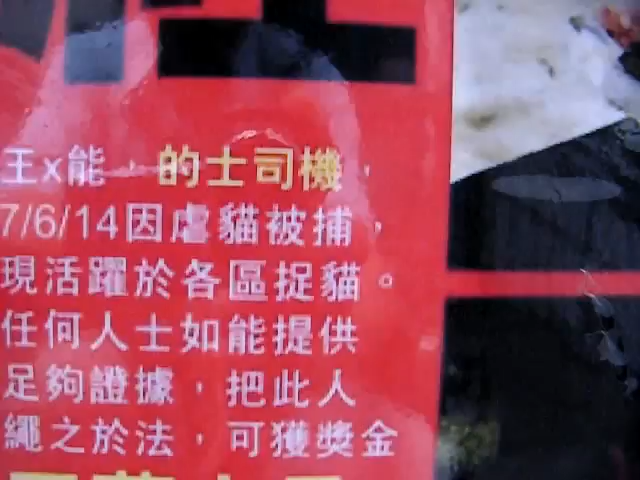 王x能，的士司機，
7/6/14因虐貓被捕，
現活躍於各區捉貓。
任何人士如能提供
足夠證據，把此人
繩之於法，可獲獎金